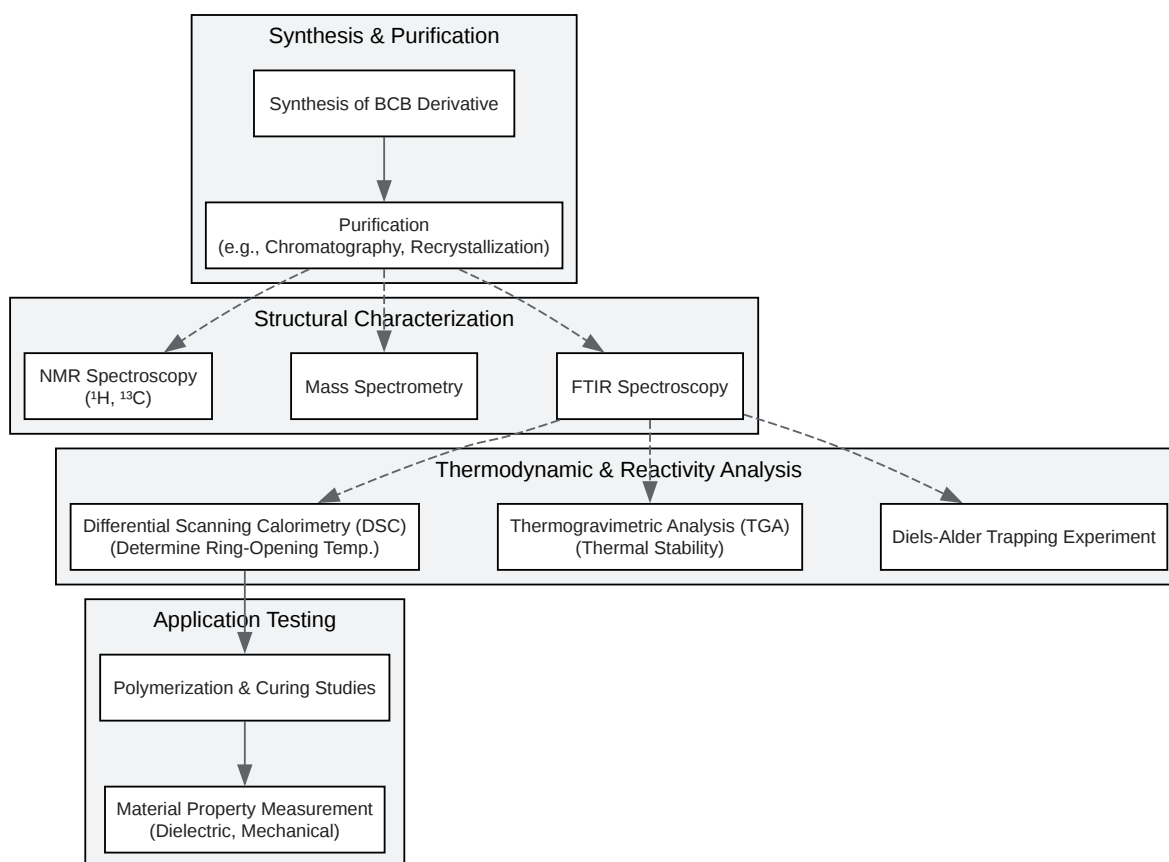 Synthesis & Purification
Synthesis of BCB Derivative
Purification
(e.g., Chromatography, Recrystallization)
Structural Characterization
NMR Spectroscopy
(¹H, ¹³C)
Mass Spectrometry
FTIR Spectroscopy
Thermodynamic & Reactivity Analysis
Differential Scanning Calorimetry (DSC)
(Determine Ring-Opening Temp.)
Thermogravimetric Analysis (TGA)
(Thermal Stability)
Diels-Alder Trapping Experiment
Application Testing
Polymerization & Curing Studies
Material Property Measurement
(Dielectric, Mechanical)